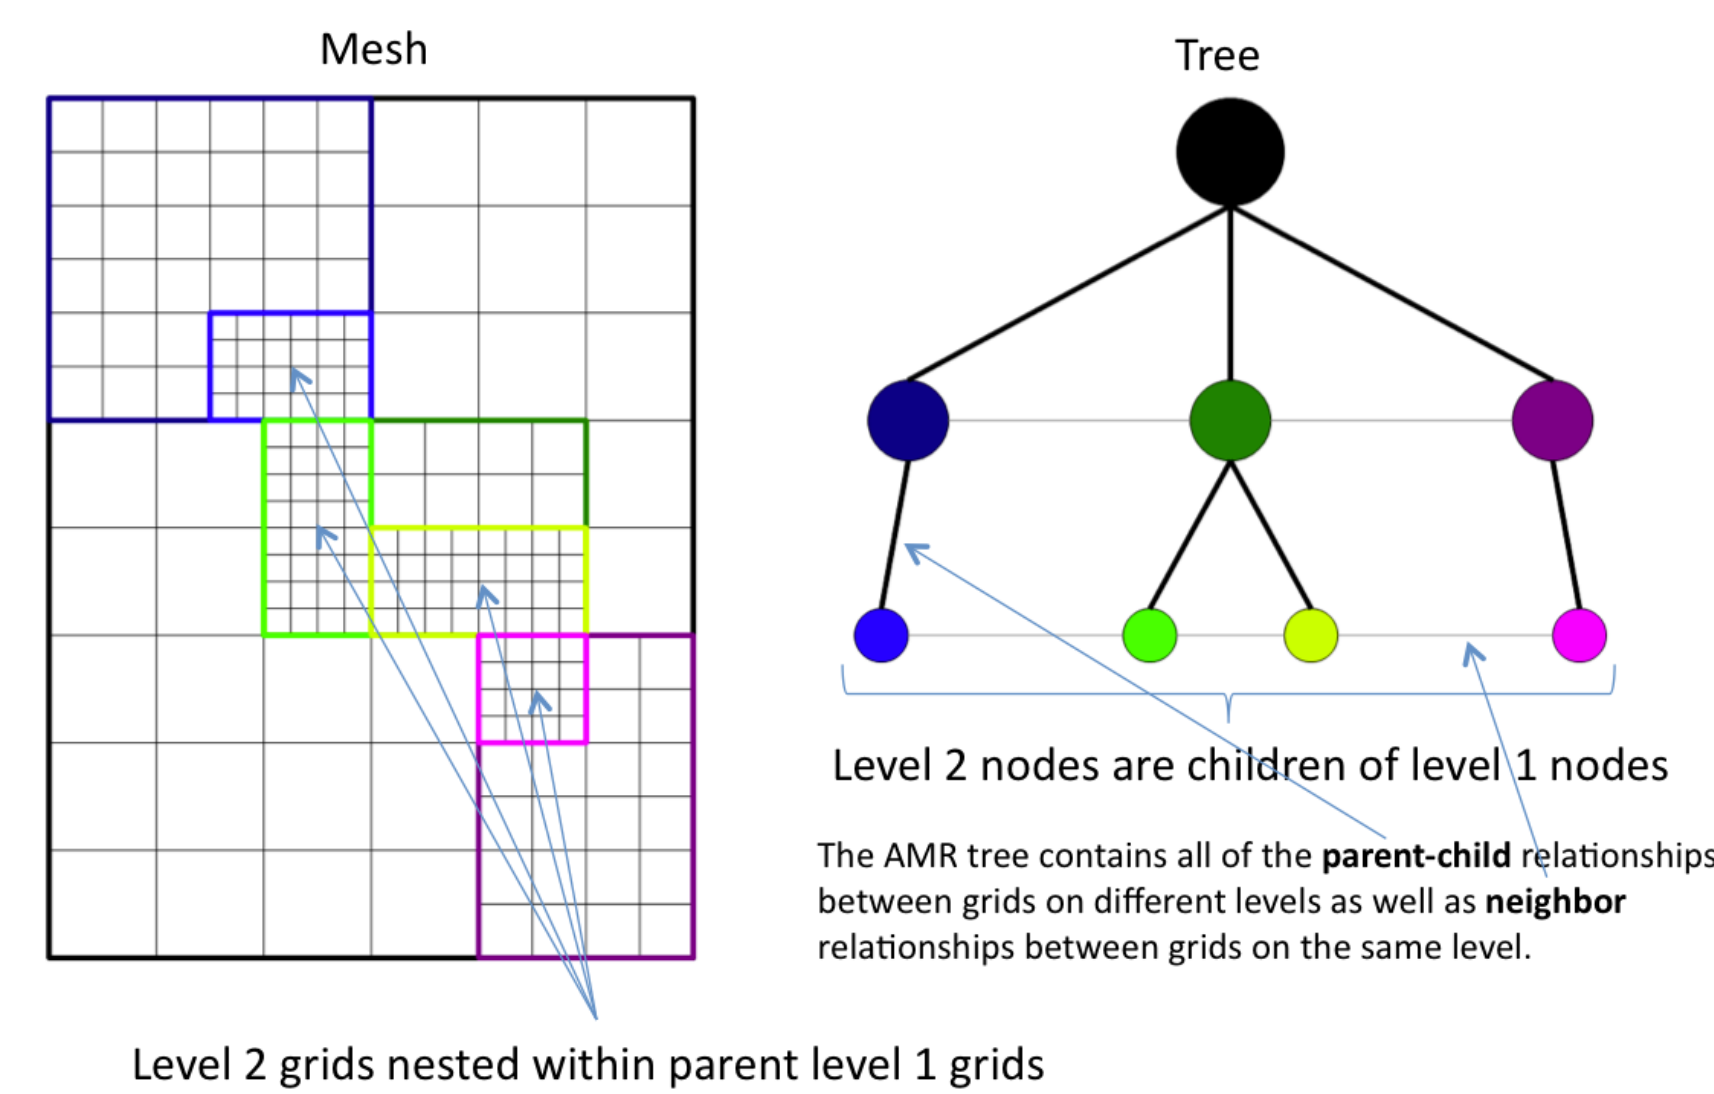 Mesh
Tree
Level 2 nodes are children of level 1 nodes
The AMR tree contains all of the parent-child relationships
between grids on different levels as well as neighbor
relationships between grids on the same level.
Level 2 grids nested within parent level 1 grids